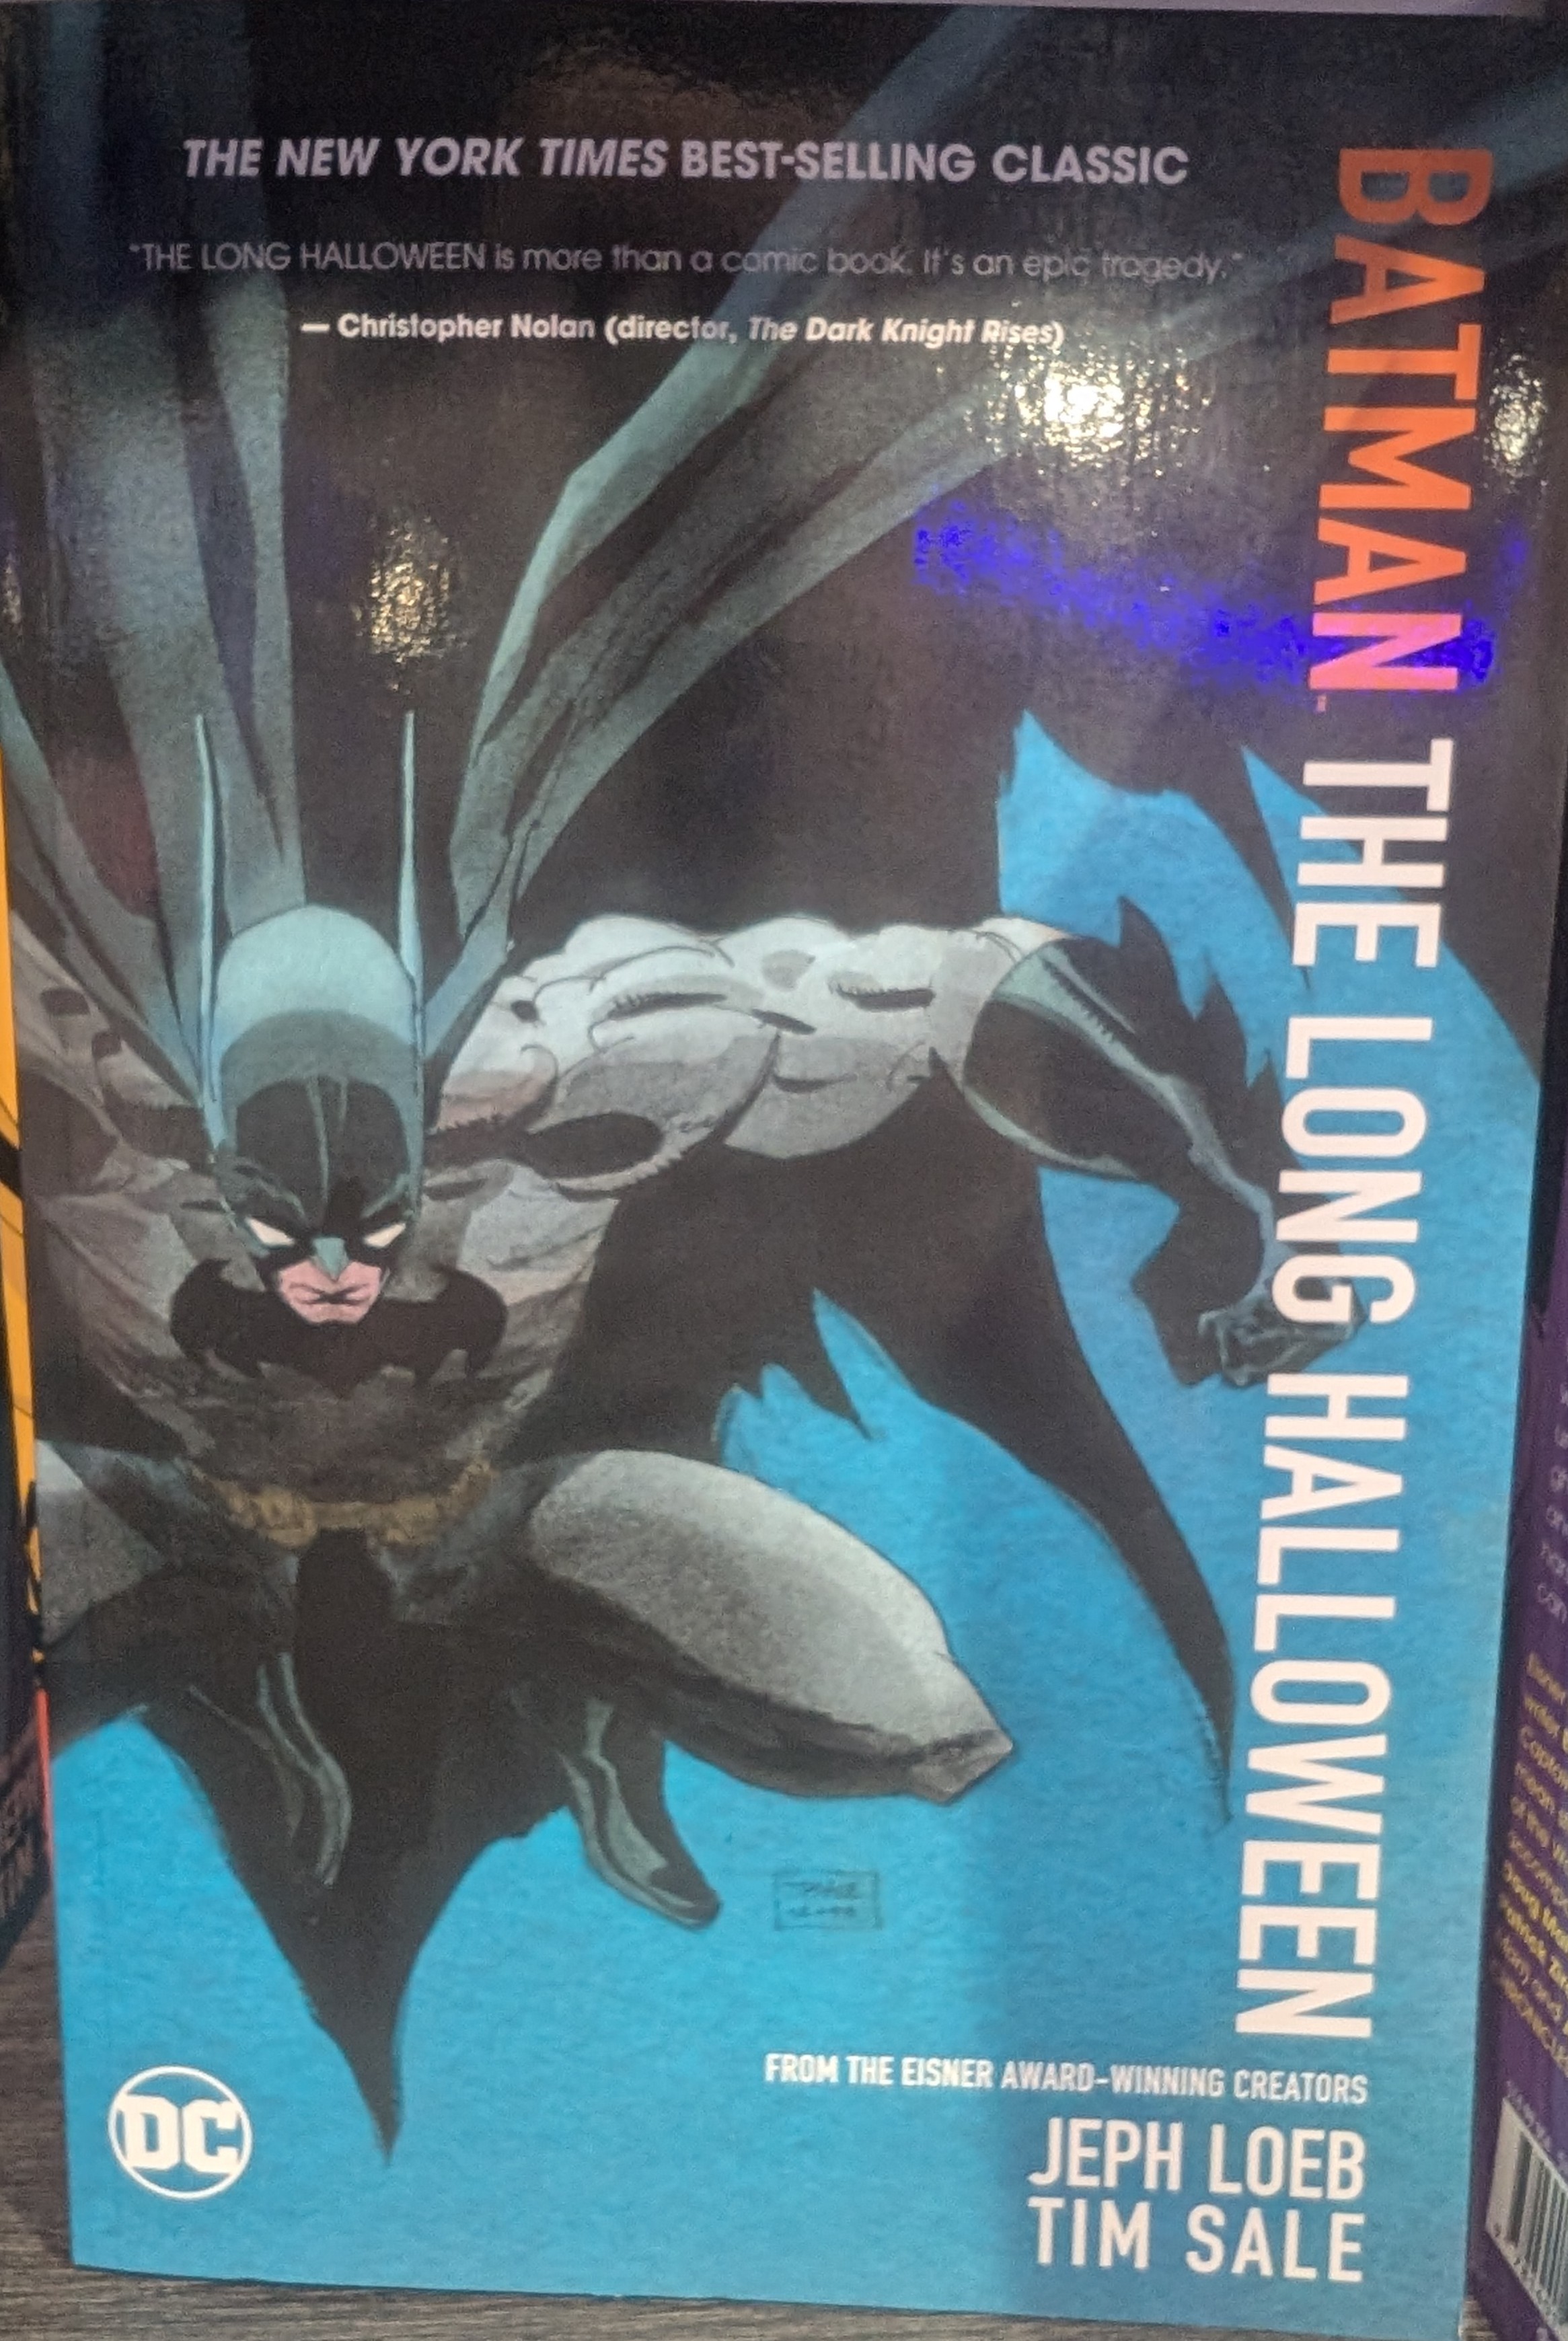 THE NEW YORK TIMES BEST-SELLING CLASSIC
"THE LONG HALLOWEEN is more than a comic book. It's an epic tragedy."
— Christopher Nolan (director, The Dark Knight Rises)
BATMAN™ THE LONG HALLOWEEN
FROM THE EISNER AWARD-WINNING CREATORS
JEPH LOEB
TIM SALE
DC